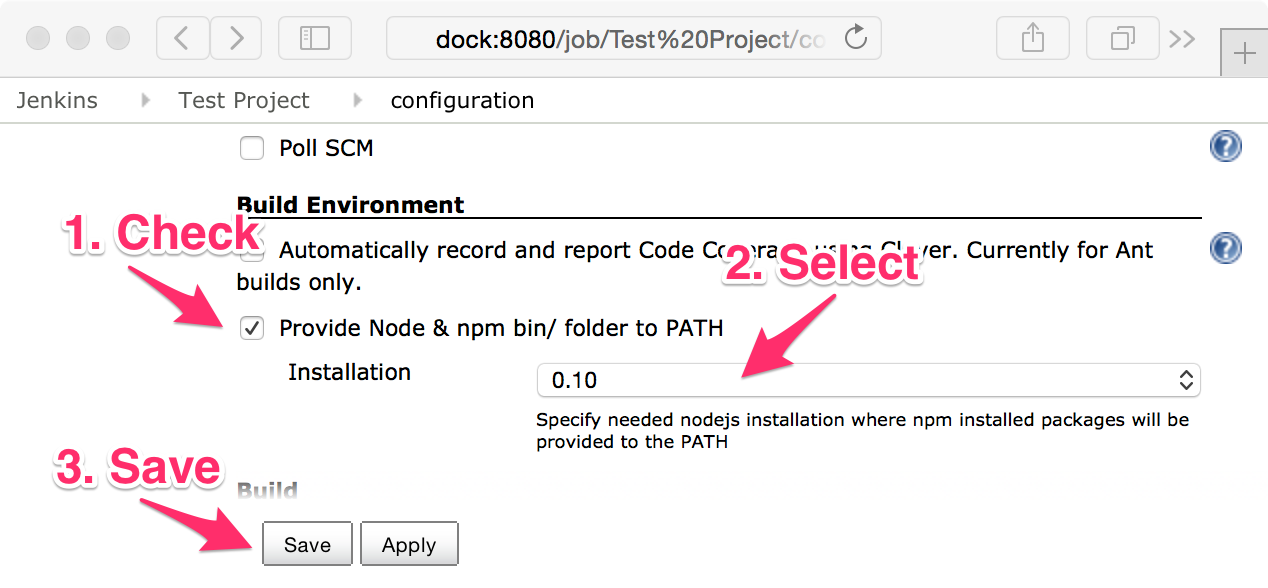 dock:8080/job/Test%20Project/co
Jenkins Test Project configuration
Poll SCM
Build Environment
1. Check
Automatically record and report Code Coverage using Clover. Currently for Ant
builds only.
2. Select
Provide Node & npm bin/ folder to PATH
Installation
0.10
Specify needed nodejs installation where npm installed packages will be
provided to the PATH
3. Save
Build
Save Apply